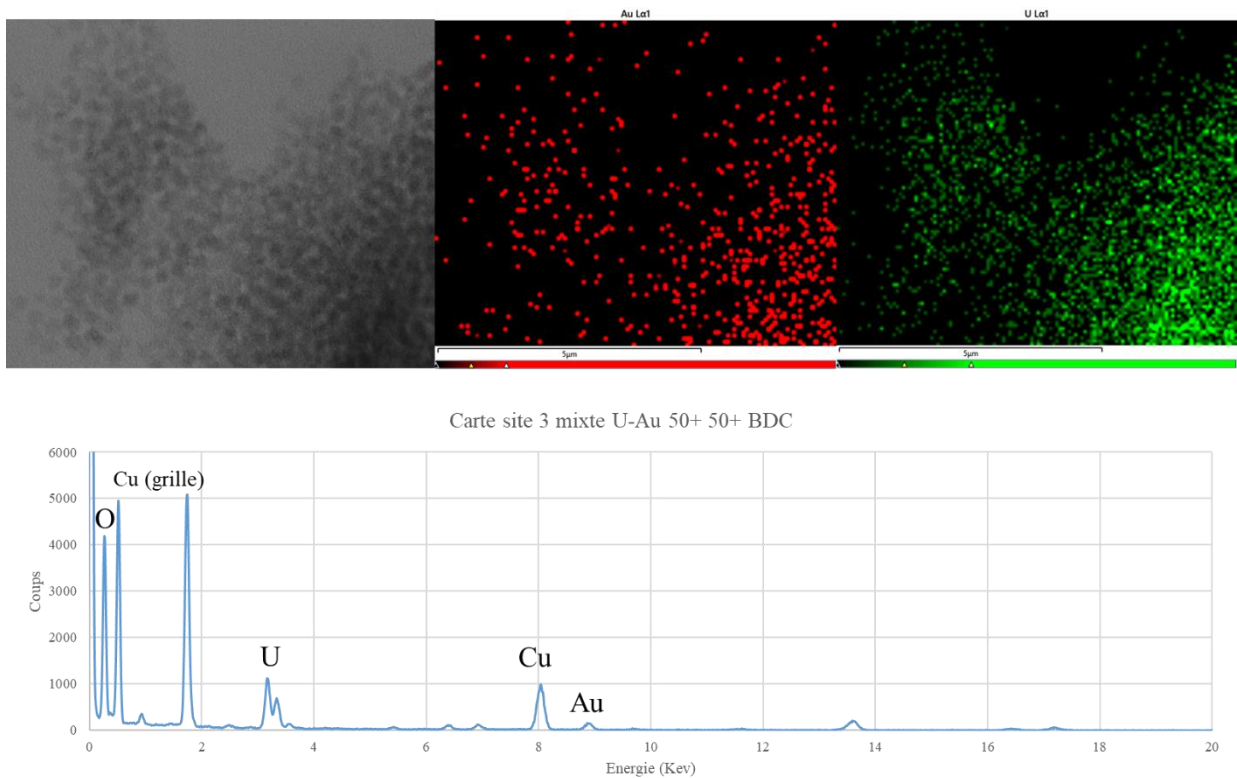 Au Lα1
U Lα1
5µm
5µm
Carte site 3 mixte U-Au 50+ 50+ BDC
6000
5000
4000
3000
2000
1000
0
Coups
Cu (grille)
O
U
Cu
Au
0 2 4 6 8 10 12 14 16 18 20
Energie (Kev)